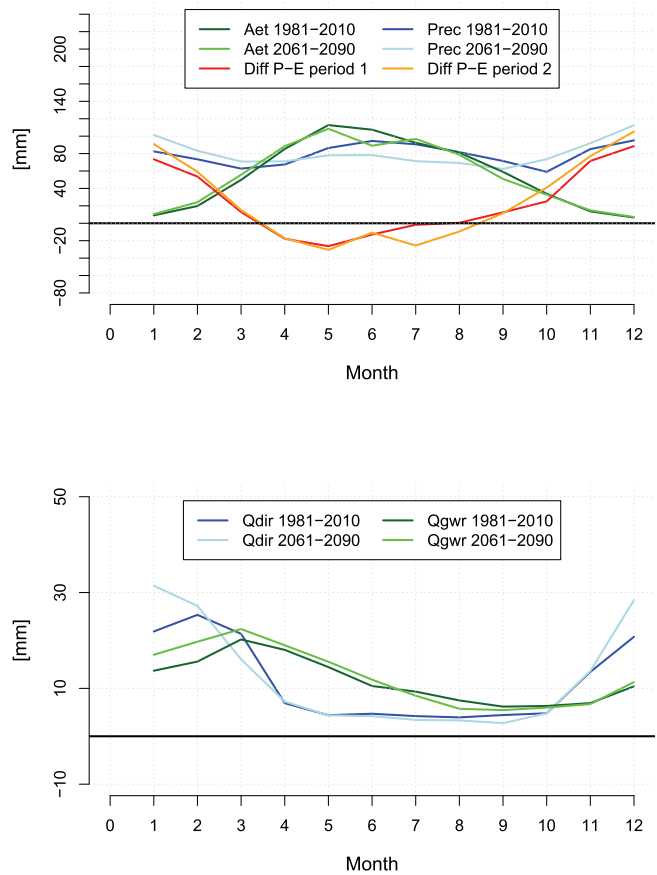 Aet 1981−2010 Prec 1981−2010
Aet 2061−2090 Prec 2061−2090
Diff P−E period 1 Diff P−E period 2
[mm]
200
140
80
40
−20
−80
0 1 2 3 4 5 6 7 8 9 10 11 12
Month
Qdir 1981−2010 Qgwr 1981−2010
Qdir 2061−2090 Qgwr 2061−2090
[mm]
50
30
10
−10
0 1 2 3 4 5 6 7 8 9 10 11 12
Month